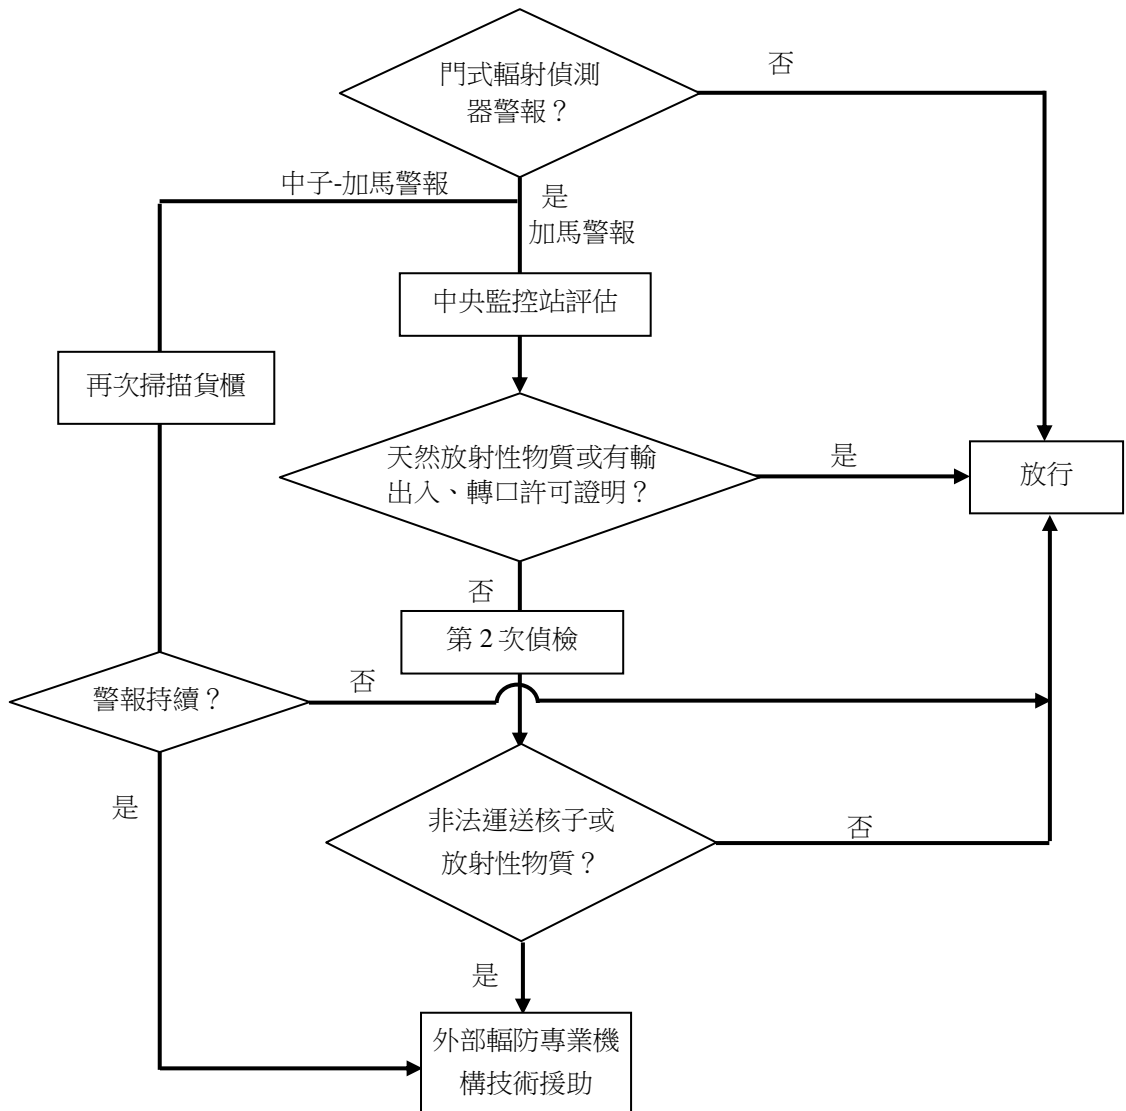 門式輻射偵測
器警報？
否
中子-加馬警報
是
加馬警報
中央監控站評估
再次掃描貨櫃
天然放射性物質或有輸
出入、轉口許可證明？
是
放行
否
第 2 次偵檢
警報持續？
否
是
非法運送核子或
放射性物質？
否
是
外部輻防專業機
構技術援助